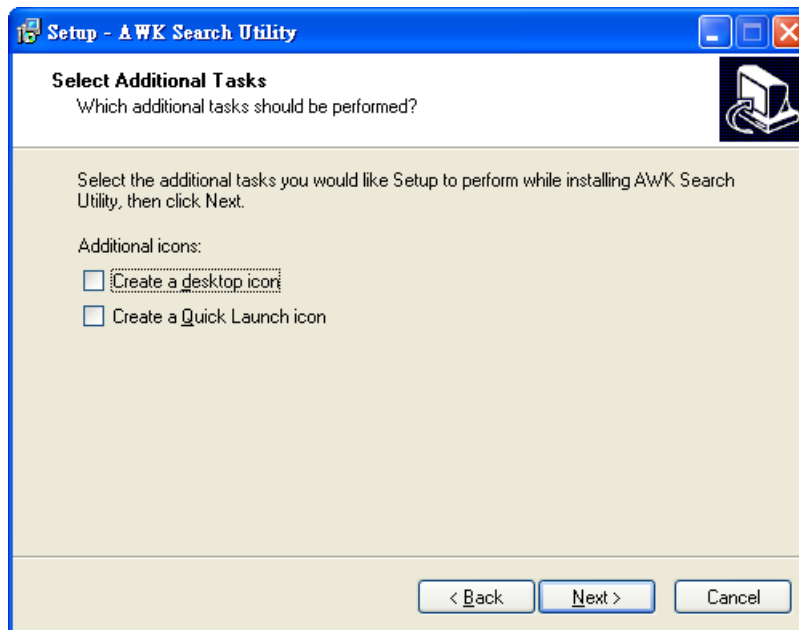 Setup - AWK Search Utility
Select Additional Tasks
Which additional tasks should be performed?
Select the additional tasks you would like Setup to perform while installing AWK Search
Utility, then click Next.
Additional icons:
Create a desktop icon
Create a Quick Launch icon
< Back
Next >
Cancel